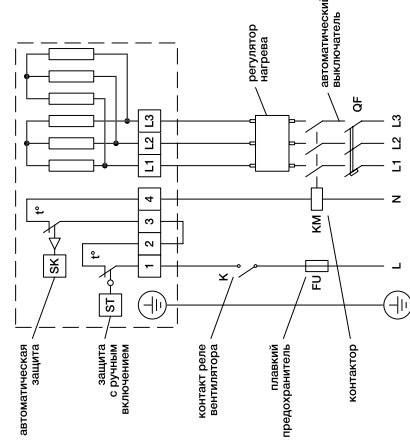 регулятор
нагрева
автоматический
выключатель
QF
L3
L2
L1
L3
L2
L1
N
L
4
3
2
1
t°
t°
SK
ST
K
KM
FU
автоматическая
защита
защита
с ручным
включением
контакт реле
вентилятора
плавкий
предохранитель
контактор